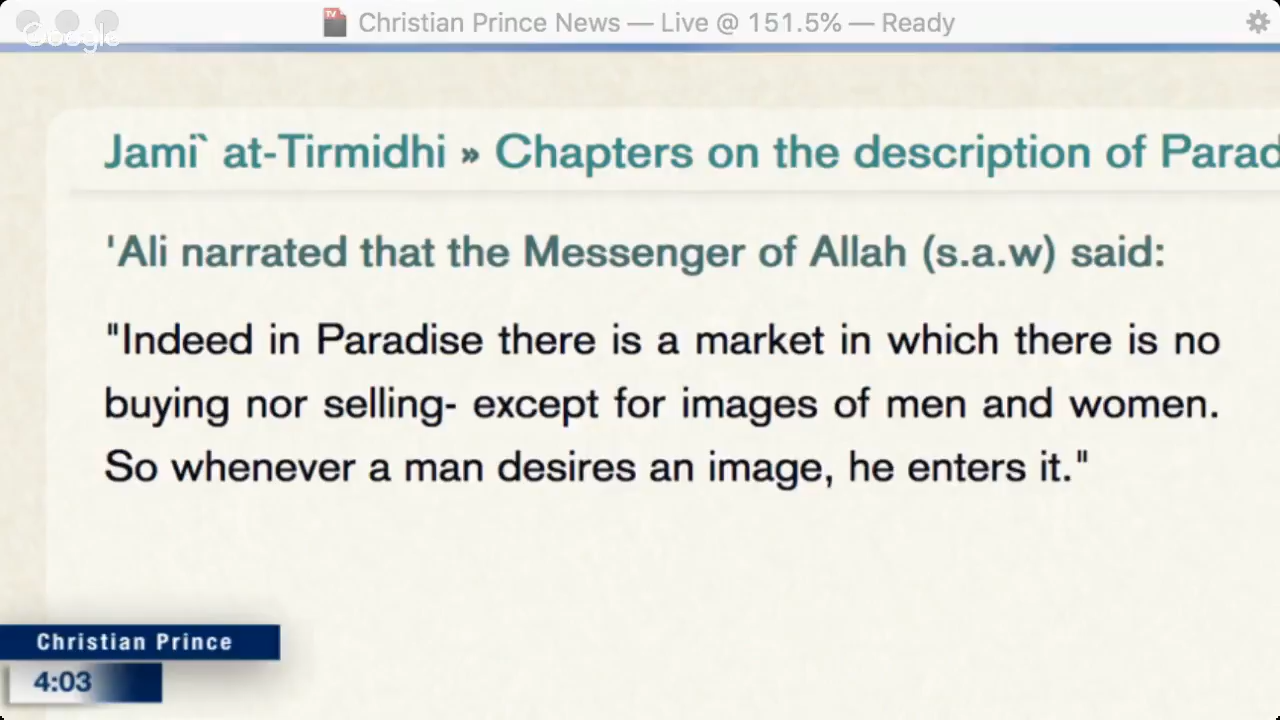 Christian Prince News — Live @ 151.5% — Ready
Google
Jami` at-Tirmidhi » Chapters on the description of Parad
'Ali narrated that the Messenger of Allah (s.a.w) said:
"Indeed in Paradise there is a market in which there is no
buying nor selling- except for images of men and women.
So whenever a man desires an image, he enters it."
Christian Prince
4:03